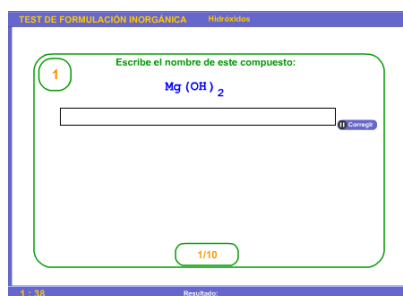 TEST DE FORMULACIÓN INORGÁNICA Hidróxidos
1
Escribe el nombre de este compuesto:
Mg(OH)2
Corregir
1/10
1 : 38 Resultado: